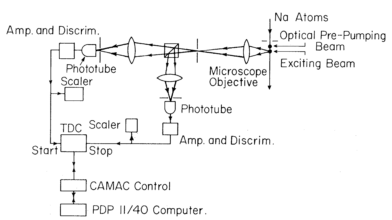 Na Atoms
Amp. and Discrim.
Optical Pre-Pumping
Beam
Exciting Beam
Phototube
Microscope
Objective
Scaler
Phototube
Scaler
Amp. and Discrim.
TDC
Start
Stop
CAMAC Control
PDP 11/40 Computer.